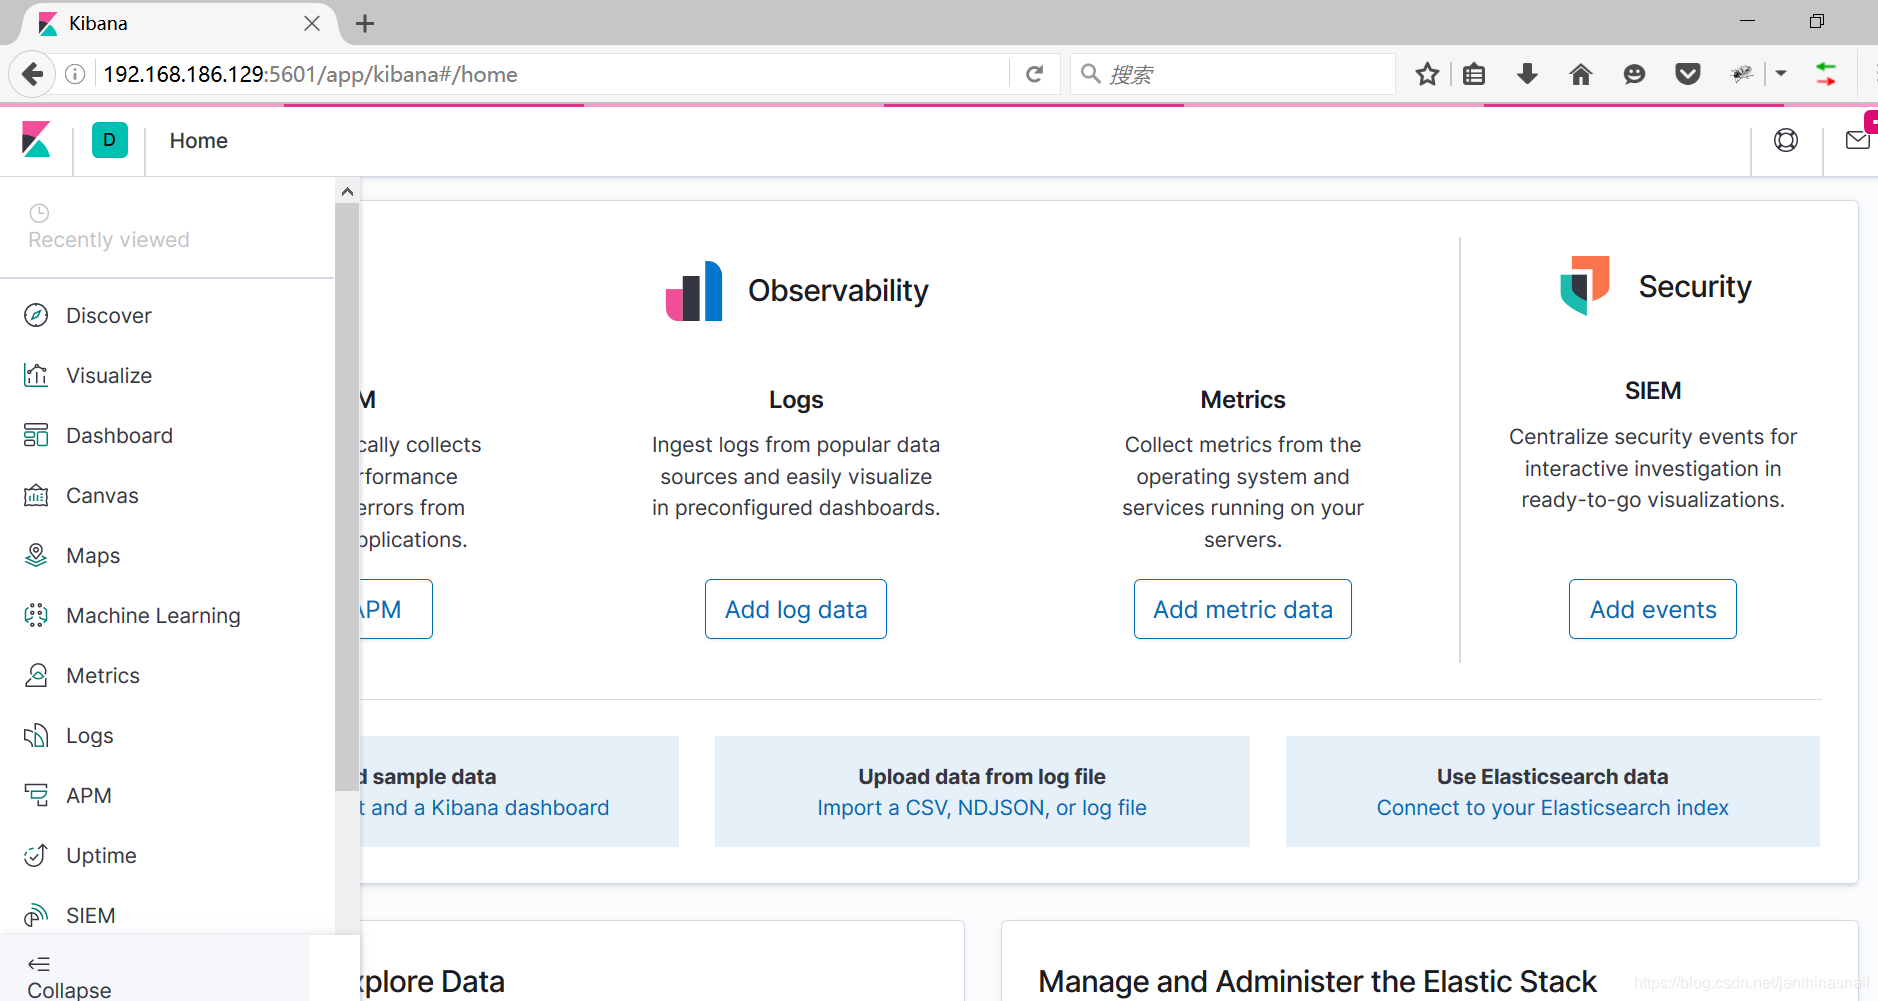 Kibana
192.168.186.129:5601/app/kibana#/home
搜索
D
Home
Recently viewed
Discover
Visualize
Dashboard
Canvas
Maps
Machine Learning
Metrics
Logs
APM
Uptime
SIEM
Collapse
Observability
Security
M
cally collects
formance
errors from
pplications.
APM
Logs
Ingest logs from popular data
sources and easily visualize
in preconfigured dashboards.
Add log data
Metrics
Collect metrics from the
operating system and
services running on your
servers.
Add metric data
SIEM
Centralize security events for
interactive investigation in
ready-to-go visualizations.
Add events
d sample data
t and a Kibana dashboard
Upload data from log file
Import a CSV, NDJSON, or log file
Use Elasticsearch data
Connect to your Elasticsearch index
xplore Data
Manage and Administer the Elastic Stack
https://blog.csdn.net/janthinasnail